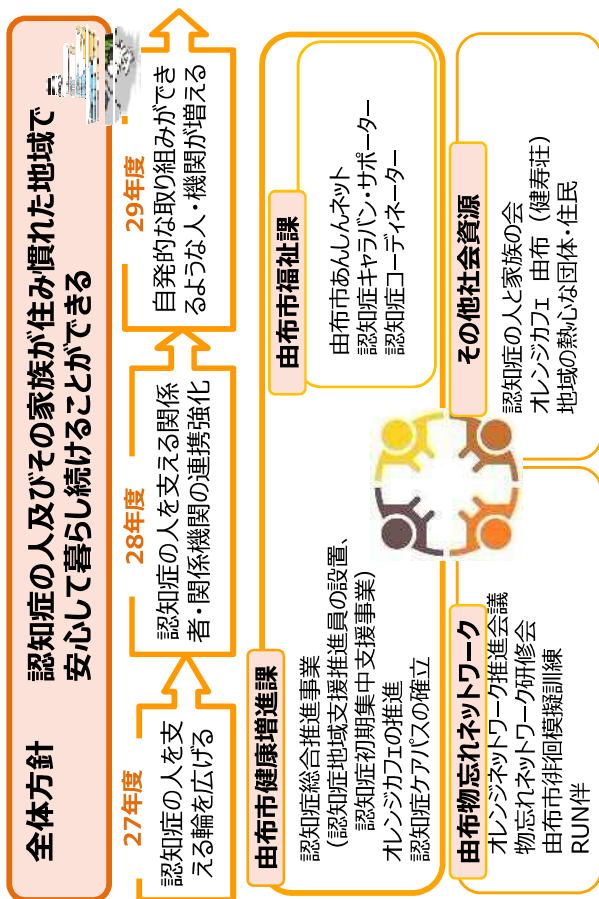 全体方針
認知症の人及びその家族が住み慣れた地域で
安心して暮らし続けることができる
27年度
認知症の人を支
える輪を広げる
28年度
認知症の人を支える関係
者・関係機関の連携強化
29年度
自発的な取り組みができ
るような人・機関が増える
由布市健康増進課
認知症総合推進事業
(認知症地域支援推進員の設置、
認知症初期集中支援事業)
オレンジカフェの推進
認知症ケアパスの確立
由布市福祉課
由布市あんしんネット
認知症キャラバン・サポーター
認知症コーディネーター
由布物忘れネットワーク
オレンジネットワーク推進会議
物忘れネットワーク研修会
由布市徘徊模擬訓練
RUN伴
その他社会資源
認知症の人と家族の会
オレンジカフェ 由布 (健寿荘)
地域の熱心な団体・住民